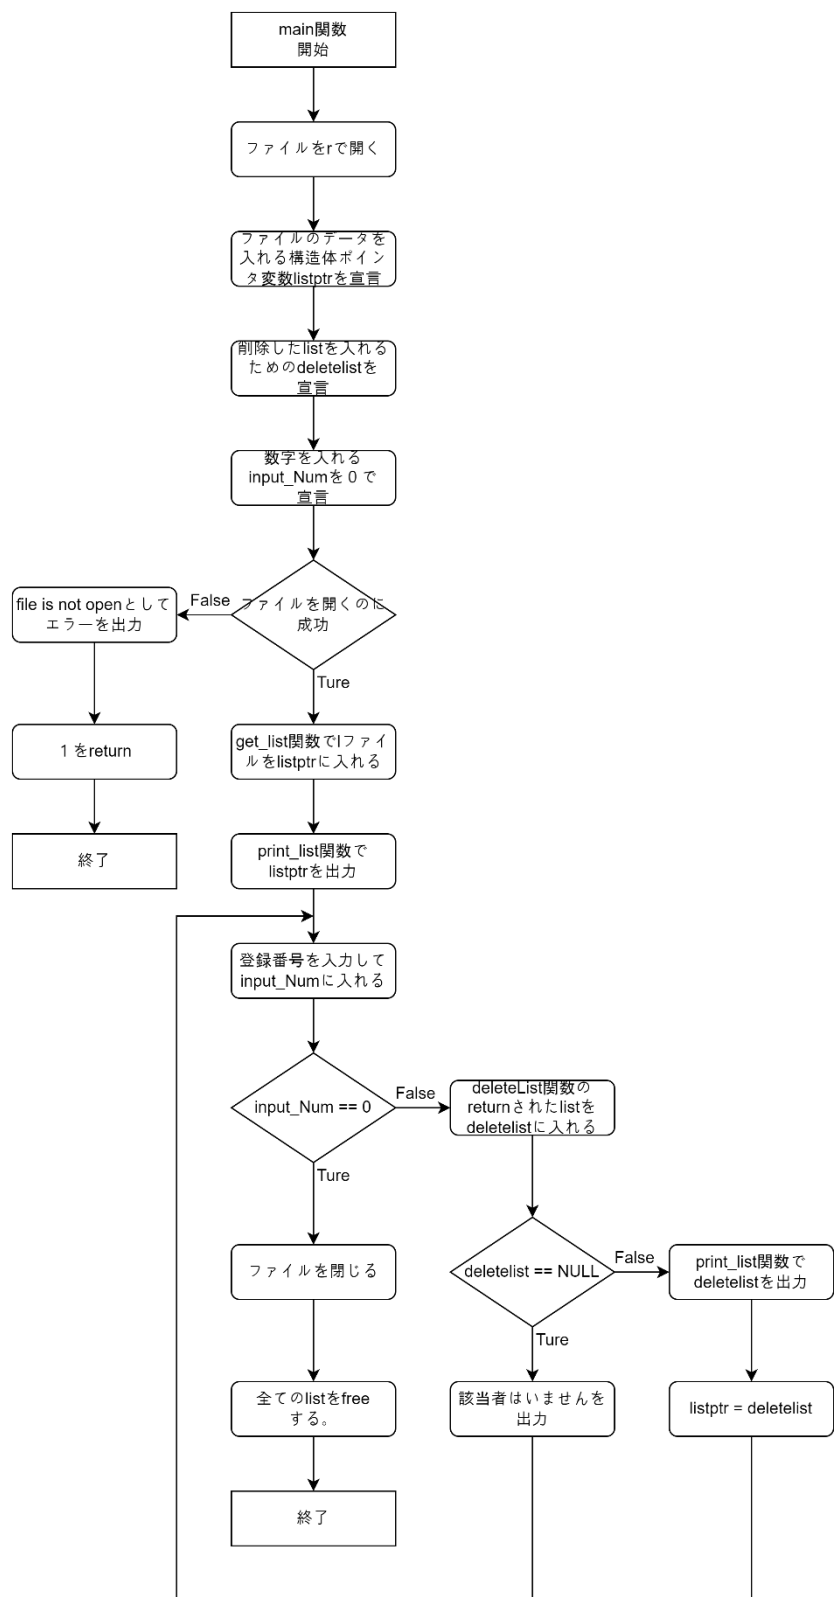 main関数
開始
ファイルをrで開く
ファイルのデータを
入れる構造体ポイン
タ変数listptrを宣言
削除したlistを入れる
ためのdeletelistを
宣言
数字を入れる
input_Numを０で
宣言
ファイルを開くのに
成功
False
file is not openとして
エラーを出力
１をreturn
終了
Ture
get_list関数でlファイ
ルをlistptrに入れる
print_list関数で
listptrを出力
登録番号を入力して
input_Numに入れる
input_Num == 0
False
deleteList関数の
returnされたlistを
deletelistに入れる
Ture
ファイルを閉じる
deletelist == NULL
False
print_list関数で
deletelistを出力
Ture
全てのlistをfree
する。
該当者はいませんを
出力
listptr = deletelist
終了